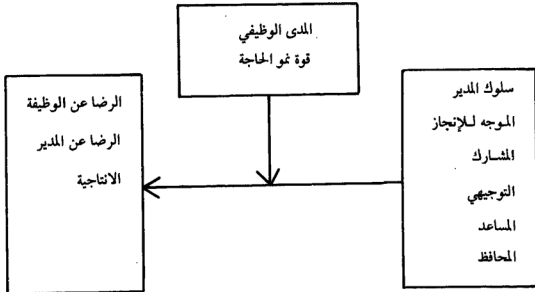 المدى الوظيفي
قوة نمو الحاجة
سلوك المدير
الموجه للإنجاز
المشارك
التوجيهي
المساعد
المحافظ
الرضا عن الوظيفة
الرضا عن المدير
الانتاجية